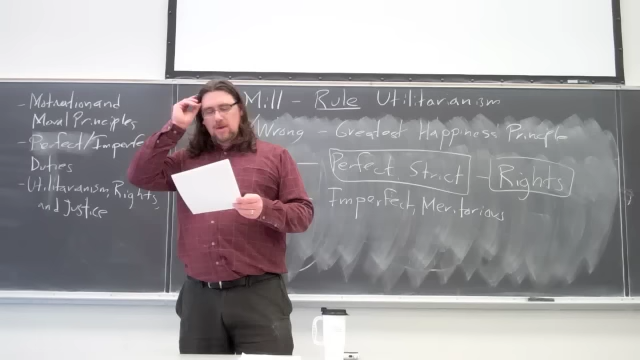 - Motivation and
Moral Principles
- Perfect/Imperfe
Duties
- Utilitarianism, Rights,
and Justice
Mill - Rule Utilitarianism
/Wrong - Greatest Happiness Principle
Perfect, Strict - Rights
Imperfect, Meritorious